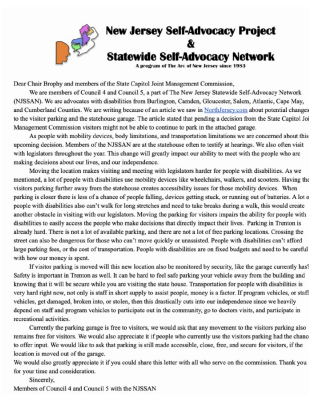 New Jersey Self-Advocacy Project
&
Statewide Self-Advocacy Network
A program of The Arc of New Jersey since 1983
Dear Chair Brophy and members of the State Capitol Joint Management Commission,
We are members of Council 4 and Council 5, a part of The New Jersey Statewide Self-Advocacy Network
(NJSSAN). We are advocates with disabilities from Burlington, Camden, Gloucester, Salem, Atlantic, Cape May,
and Cumberland Counties. We are writing because of an article we saw in NorthJersey.com about potential changes
to the visitor parking and the statehouse garage. The article stated that pending a decision from the State Capitol Joi
Management Commission visitors might not be able to continue to park in the attached garage.
As people with mobility devices, body limitations, and transportation limitations we are concerned about this
upcoming decision. Members of the NJSSAN are at the statehouse often to testify at hearings. We also often visit
with legislators throughout the year. This change will greatly impact our ability to meet with the people who are
making decisions about our lives, and our independence.
Moving the location makes visiting and meeting with legislators harder for people with disabilities. As we
mentioned, a lot of people with disabilities use mobility devices like wheelchairs, walkers, and scooters. Having the
visitors parking further away from the statehouse creates accessibility issues for those mobility devices. When
parking is closer there is less of a chance of people falling, devices getting stuck, or running out of batteries. A lot o
people with disabilities also can't walk for long stretches and need to take breaks during a walk, this would create
another obstacle in visiting with our legislators. Moving the parking for visitors impairs the ability for people with
disabilities to easily access the people who make decisions that directly impact their lives. Parking in Trenton is
already hard. There is not a lot of available parking, and there are not a lot of free parking locations. Crossing the
street can also be dangerous for those who can't move quickly or unassisted. People with disabilities can't afford
large parking fees, or the cost of transportation. People with disabilities are on fixed budgets and need to be careful
with how our money is spent.
If visitor parking is moved will this new location also be monitored by security, like the garage currently has?
Safety is important in Trenton as well. It can be hard to find safe parking your vehicle away from the building and
knowing that it will be secure while you are visiting the state house. Transportation for people with disabilities is
very hard right now, not only is staff in short supply to assist people, money is a factor. If program vehicles, or staff
vehicles, get damaged, broken into, or stolen, then this drastically cuts into our independence since we heavily
depend on staff and program vehicles to participate out in the community, go to doctors visits, and participate in
recreational activities.
Currently the parking garage is free to visitors, we would ask that any movement to the visitors parking also
remains free for visitors. We would also appreciate it if people who currently use the visitors parking had the chanc
to offer input. We would like to ask that parking is still made accessible, close, free, and secure for visitors, if the
location is moved out of the garage.
We would also greatly appreciate it if you could share this letter with all who serve on the commission. Thank you
for your time and consideration.
Sincerely,
Members of Council 4 and Council 5 with the NJSSAN